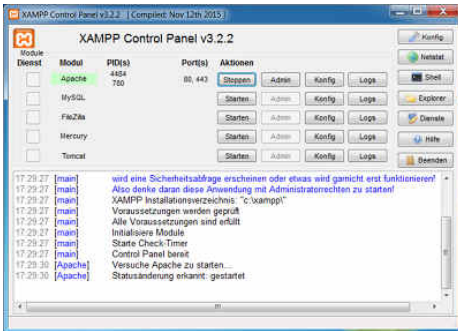 XAMPP Control Panel v3.2.2 [ Compiled: Nov 12th 2015 ]
XAMPP Control Panel v3.2.2
Konfig
Netstat
Shell
Explorer
Dienste
Hilfe
Beenden
Module
Dienst Modul PID(s) Port(s) Aktionen
Apache 4484 760 80, 443 Stoppen Admin Konfig Logs
MySQL Starten Admin Konfig Logs
FileZilla Starten Admin Konfig Logs
Mercury Starten Admin Konfig Logs
Tomcat Starten Admin Konfig Logs
17:29:27 [main] wird eine Sicherheitsabfrage erscheinen oder etwas wird garnicht erst funktionieren!
17:29:27 [main] Also denke daran diese Anwendung mit Administratorrechten zu starten!
17:29:27 [main] XAMPP Installationsverzeichnis: "c:\xampp\"
17:29:27 [main] Voraussetzungen werden geprüft
17:29:27 [main] Alle Voraussetzungen sind erfüllt
17:29:27 [main] Initialisiere Module
17:29:27 [main] Starte Check-Timer
17:29:27 [main] Control Panel bereit
17:29:30 [Apache] Versuche Apache zu starten...
17:29:30 [Apache] Statusänderung erkannt: gestartet